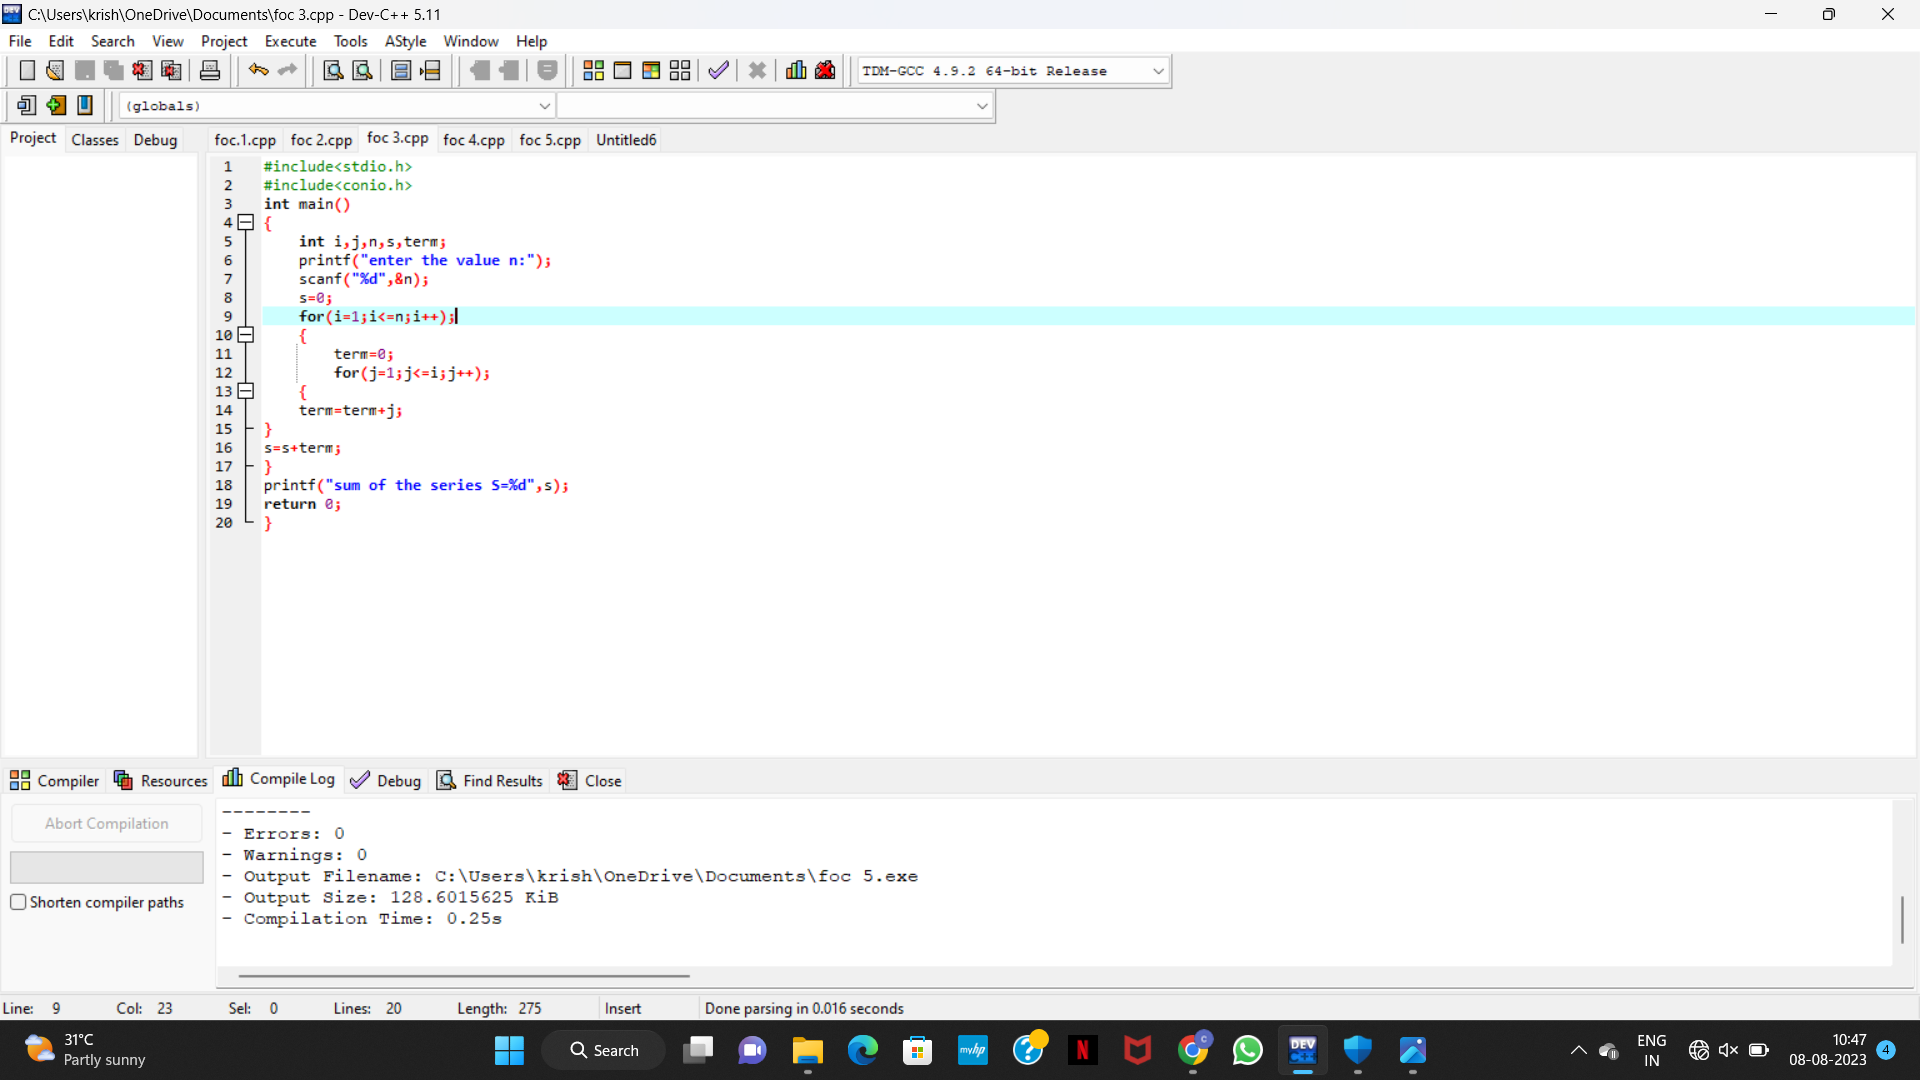 C:\Users\krish\OneDrive\Documents\foc 3.cpp - Dev-C++ 5.11
File Edit Search View Project Execute Tools AStyle Window Help
TDM-GCC 4.9.2 64-bit Release
(globals)
Project Classes Debug foc.1.cpp foc 2.cpp foc 3.cpp foc 4.cpp foc 5.cpp Untitled6
1 #include<stdio.h>
2 #include<conio.h>
3 int main()
4 {
5 int i,j,n,s,term;
6 printf("enter the value n:");
7 scanf("%d",&n);
8 s=0;
9 for(i=1;i<=n;i++);
10 {
11 term=0;
12 for(j=1;j<=i;j++);
13 {
14 term=term+j;
15 }
16 s=s+term;
17 }
18 printf("sum of the series S=%d",s);
19 return 0;
20 }
Compiler Resources Compile Log Debug Find Results Close
Abort Compilation
Shorten compiler paths
--------
- Errors: 0
- Warnings: 0
- Output Filename: C:\Users\krish\OneDrive\Documents\foc 5.exe
- Output Size: 128.6015625 KiB
- Compilation Time: 0.25s
Line: 9 Col: 23 Sel: 0 Lines: 20 Length: 275 Insert Done parsing in 0.016 seconds
31°C
Partly sunny
Search
myhp
N
DEV
C++
ENG
IN
10:47
08-08-2023
4